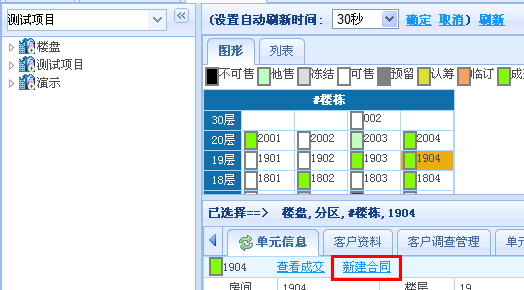 测试项目
楼盘
测试项目
演示
(设置自动刷新时间: 30秒 确定 取消) 刷新
图形 列表
不可售 他售 冻结 可售 预留 认筹 临订
#楼栋
30层 002
20层 2001 2002 2003 2004
19层 1901 1902 1903 1904
18层 1801 1802 1803 1804
已选择==> 楼盘,分区,#楼栋,1904
单元信息 客户资料 客户调查管理 单
1904 查看成交 新建合同
房间 1904 楼层 19